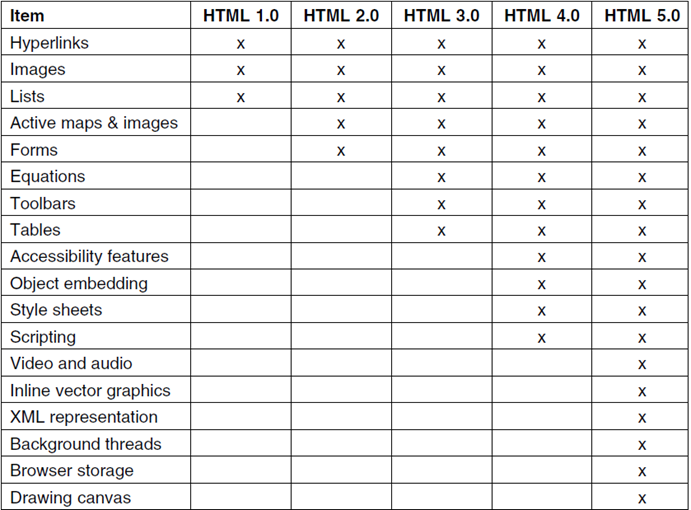 Item HTML 1.0 HTML 2.0 HTML 3.0 HTML 4.0 HTML 5.0
Hyperlinks x x x x x
Images x x x x x
Lists x x x x x
Active maps & images x x x x
Forms x x x x
Equations x x x
Toolbars x x x
Tables x x x
Accessibility features x x
Object embedding x x
Style sheets x x
Scripting x x
Video and audio x
Inline vector graphics x
XML representation x
Background threads x
Browser storage x
Drawing canvas x